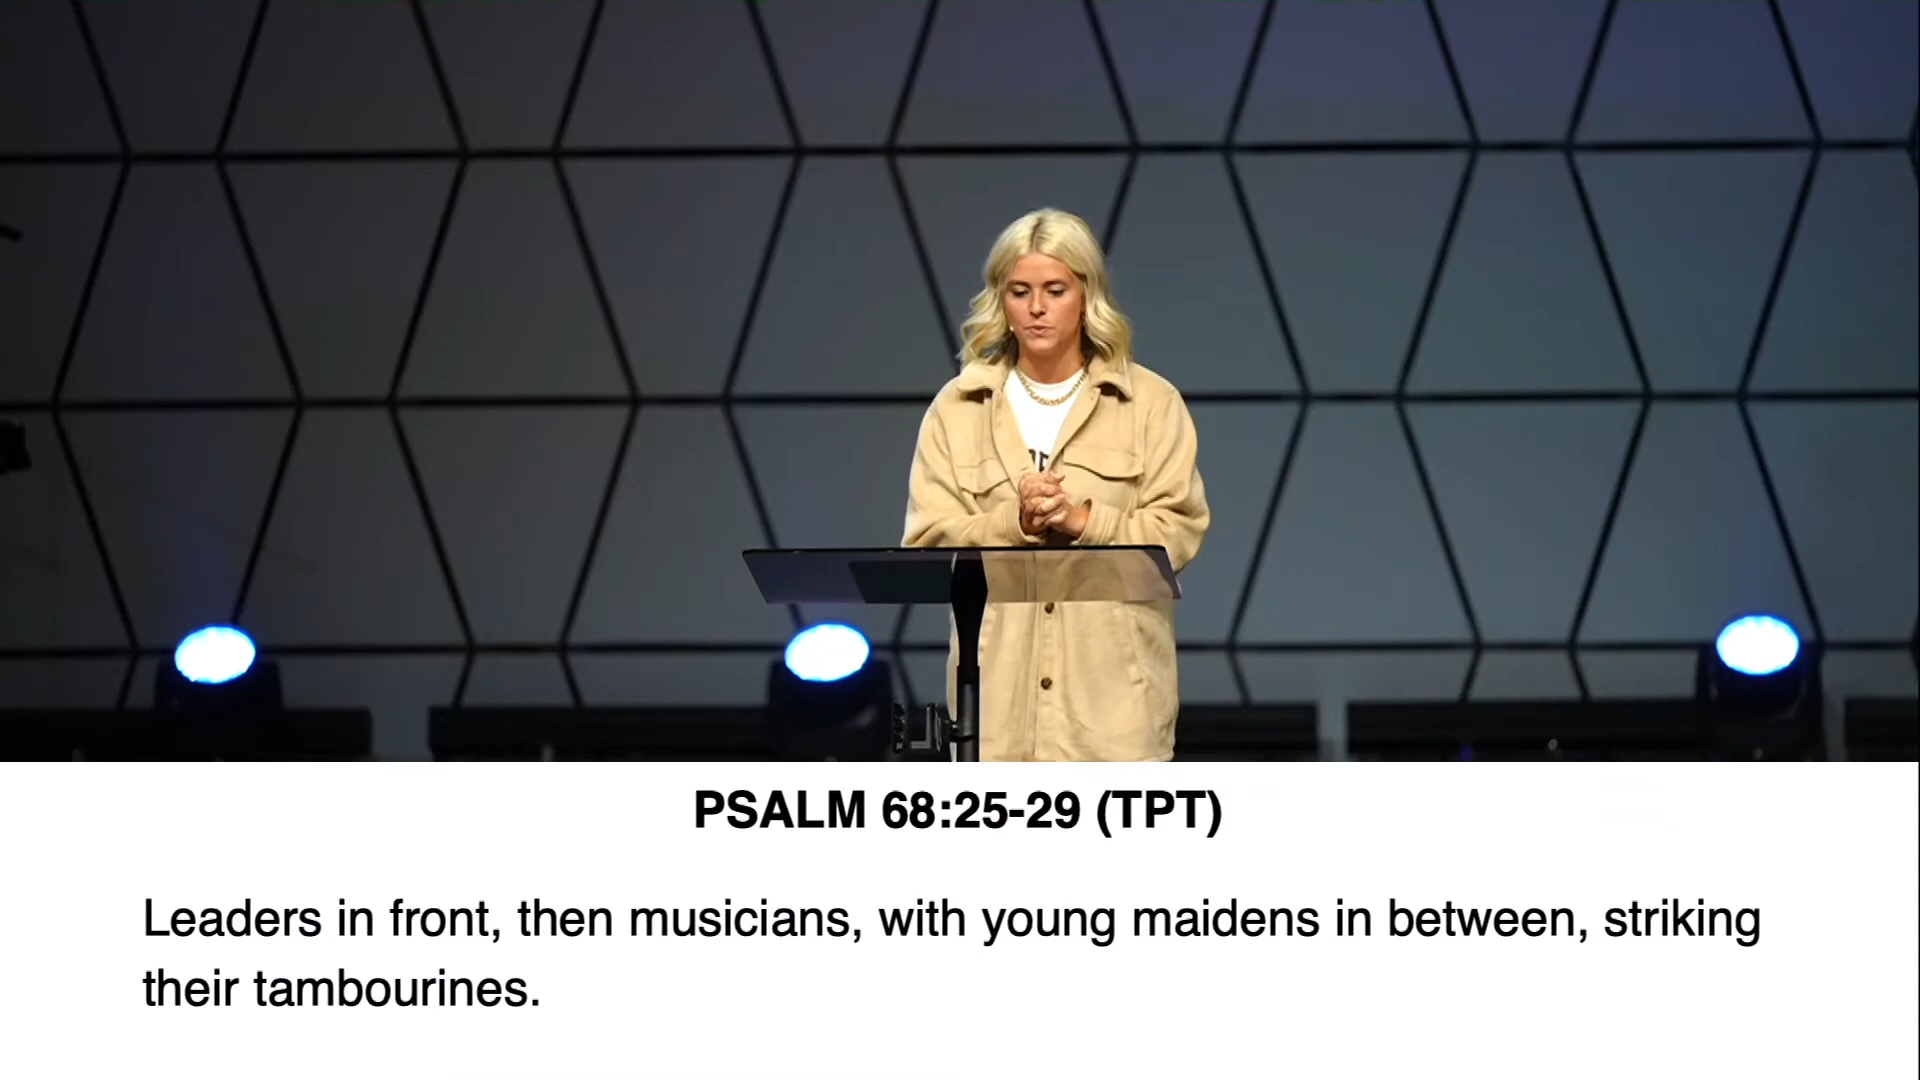 PSALM 68:25-29 (TPT)
Leaders in front, then musicians, with young maidens in between, striking
their tambourines.